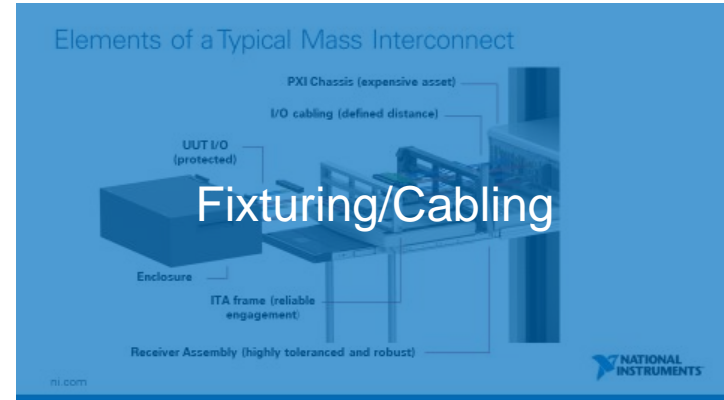 Elements of a Typical Mass Interconnect
PXI Chassis (expensive asset)
I/O cabling (defined distance)
UUT I/O
(protected)
Fixturing/Cabling
Enclosure
ITA frame (reliable
engagement)
Receiver Assembly (highly toleranced and robust)
NATIONAL
INSTRUMENTS
ni.com